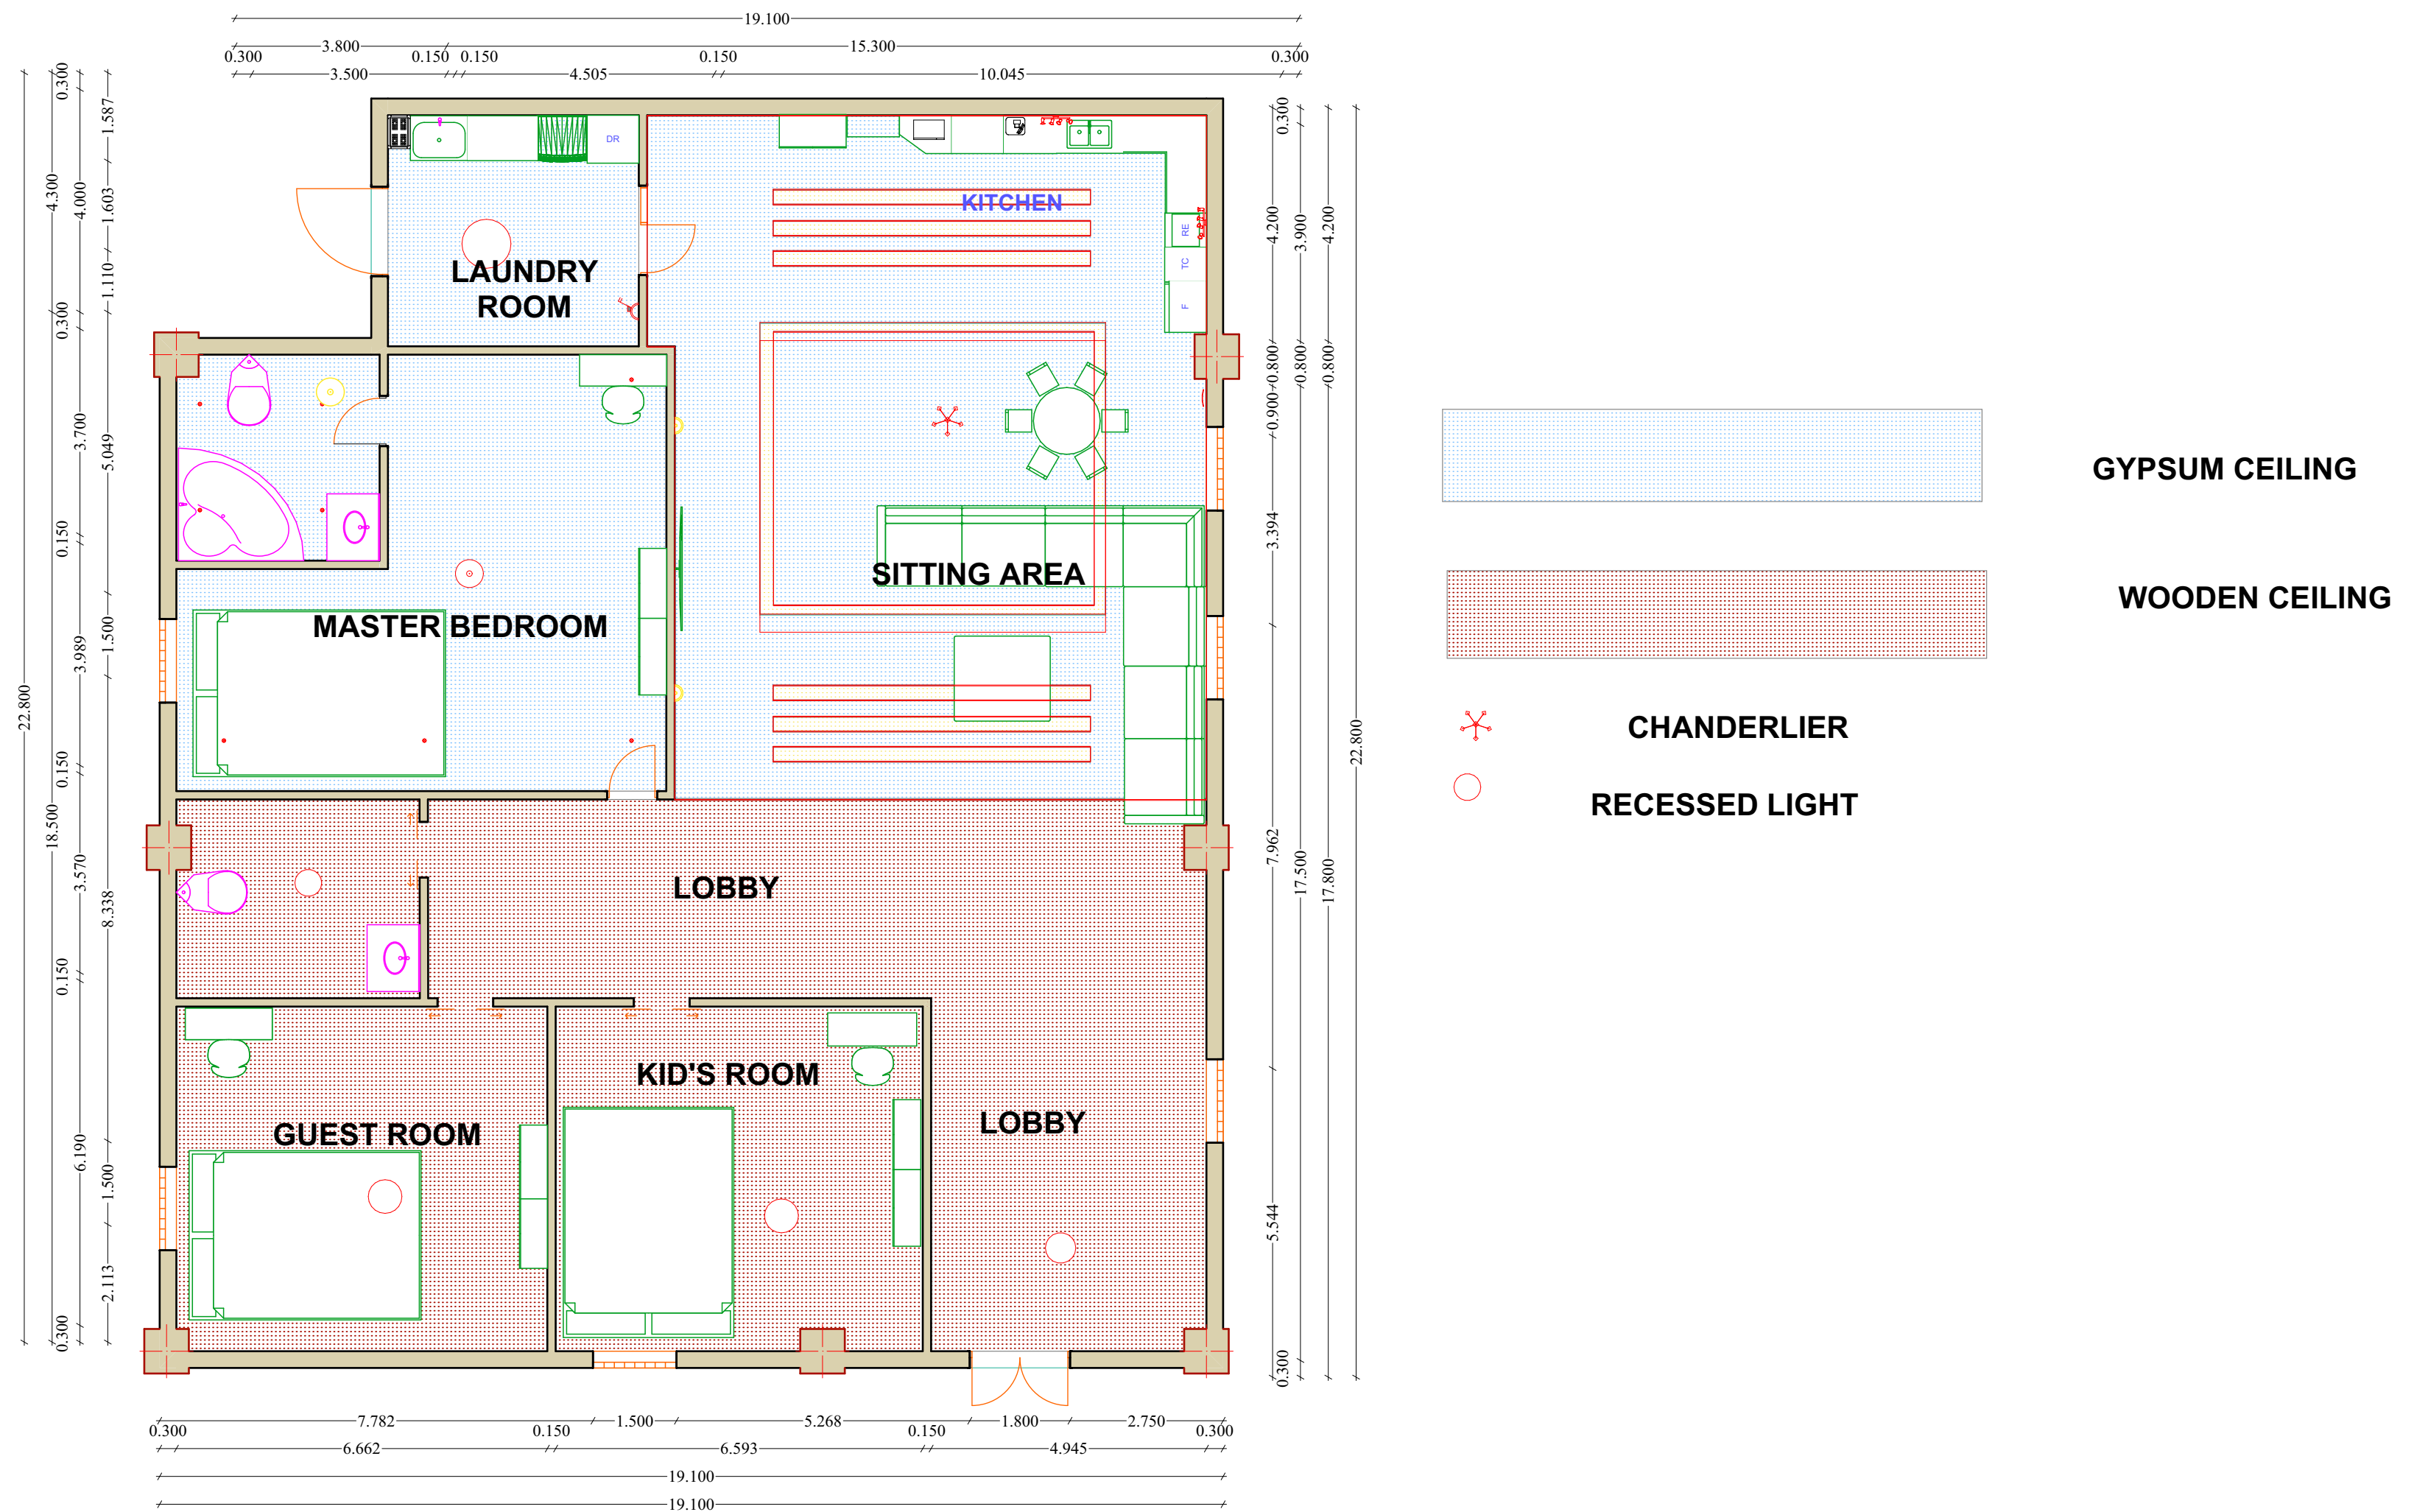 19.100
3.800 15.300
0.300 0.150 0.150 0.150 0.300
3.500 4.505 10.045
0.300
1.587
4.300
4.000
1.603
1.110
0.300
3.700
5.049
0.150
3.989
1.500
22.800
0.150
18.500
3.570
8.338
0.150
6.190
1.500
2.113
0.300
DR
KITCHEN
RE
TC
F
LAUNDRY
ROOM
SITTING AREA
MASTER BEDROOM
LOBBY
KID'S ROOM
LOBBY
GUEST ROOM
0.300
4.200
3.900
4.200
0.800
0.800
0.800
0.900
3.394
22.800
7.962
17.500
17.800
5.544
0.300
GYPSUM CEILING
WOODEN CEILING
CHANDERLIER
RECESSED LIGHT
7.782 1.500 5.268 1.800 2.750
0.300 0.150 0.150 0.300
6.662 6.593 4.945
19.100
19.100